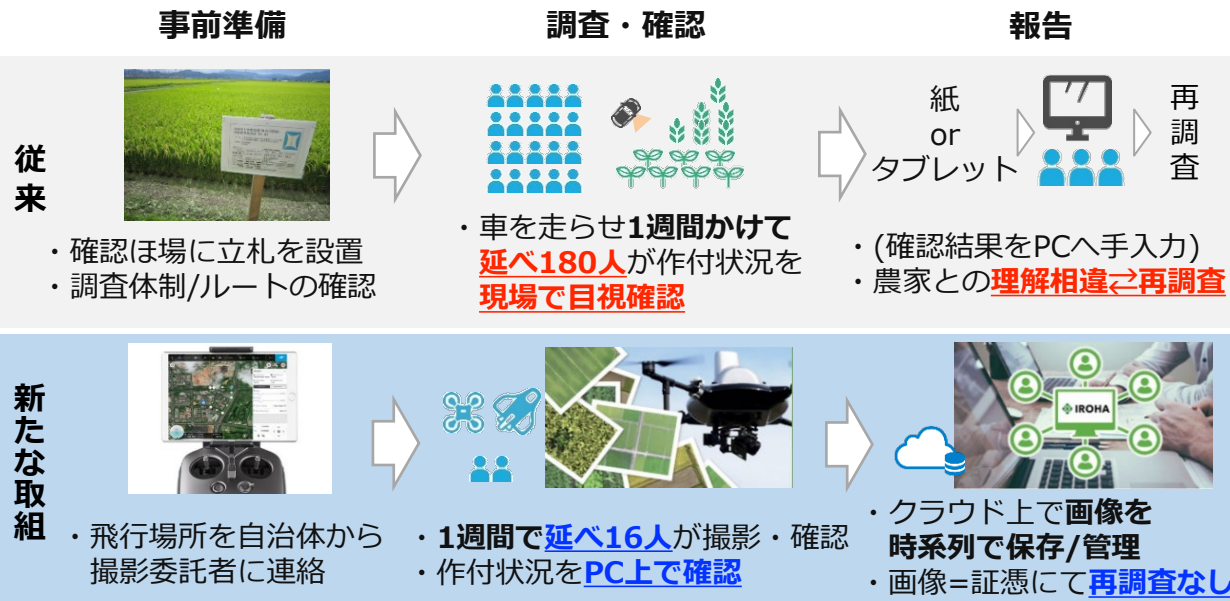 事前準備
調査・確認
報告
従来
・確認ほ場に立札を設置
・調査体制/ルートの確認
・車を走らせ1週間かけて
延べ180人が作付状況を
現場で目視確認
紙
or
タブレット
再調査
・(確認結果をPCへ手入力)
・農家との理解相違⇄再調査
新たな取組
・飛行場所を自治体から
撮影委託者に連絡
・1週間で延べ16人が撮影・確認
・作付状況をPC上で確認
IROHA
・クラウド上で画像を
時系列で保存/管理
・画像=証憑にて再調査なし